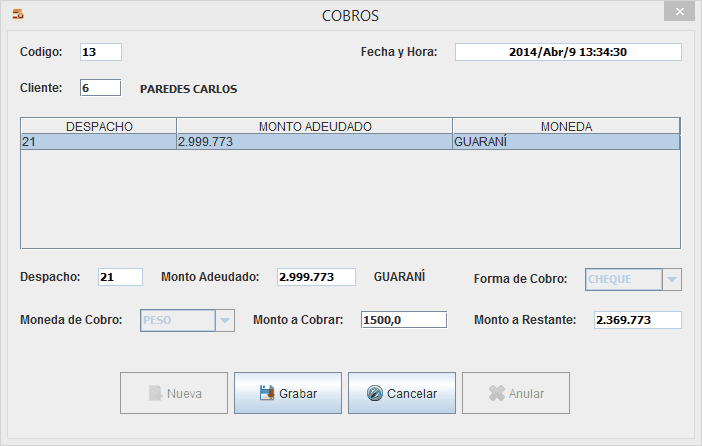 COBROS
Codigo: 13 Fecha y Hora: 2014/Abr/9 13:34:30
Cliente: 6 PAREDES CARLOS
DESPACHO MONTO ADEUDADO MONEDA
21 2.999.773 GUARANÍ
Despacho: 21 Monto Adeudado: 2.999.773 GUARANÍ Forma de Cobro: CHEQUE
Moneda de Cobro: PESO Monto a Cobrar: 1500,0 Monto a Restante: 2.369.773
Nueva Grabar Cancelar Anular